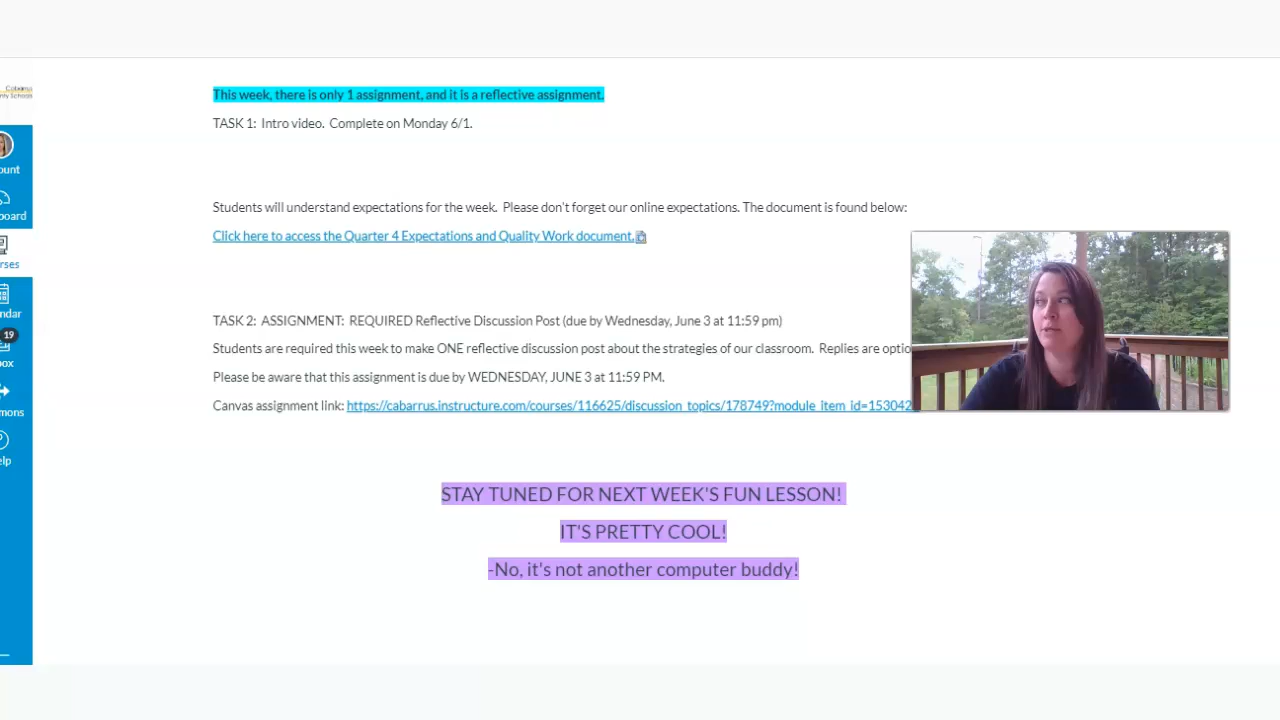 This week, there is only 1 assignment, and it is a reflective assignment.
Cabarrus
nty Schools
TASK 1: Intro video. Complete on Monday 6/1.
ount
Students will understand expectations for the week. Please don't forget our online expectations. The document is found below:
board
Click here to access the Quarter 4 Expectations and Quality Work document.
rses
ndar
TASK 2: ASSIGNMENT: REQUIRED Reflective Discussion Post (due by Wednesday, June 3 at 11:59 pm)
19
Students are required this week to make ONE reflective discussion post about the strategies of our classroom. Replies are optio
box
Please be aware that this assignment is due by WEDNESDAY, JUNE 3 at 11:59 PM.
Canvas assignment link: https://cabarrus.instructure.com/courses/116625/discussion_topics/178749?module_item_id=153042
mons
elp
STAY TUNED FOR NEXT WEEK'S FUN LESSON!
IT'S PRETTY COOL!
-No, it's not another computer buddy!